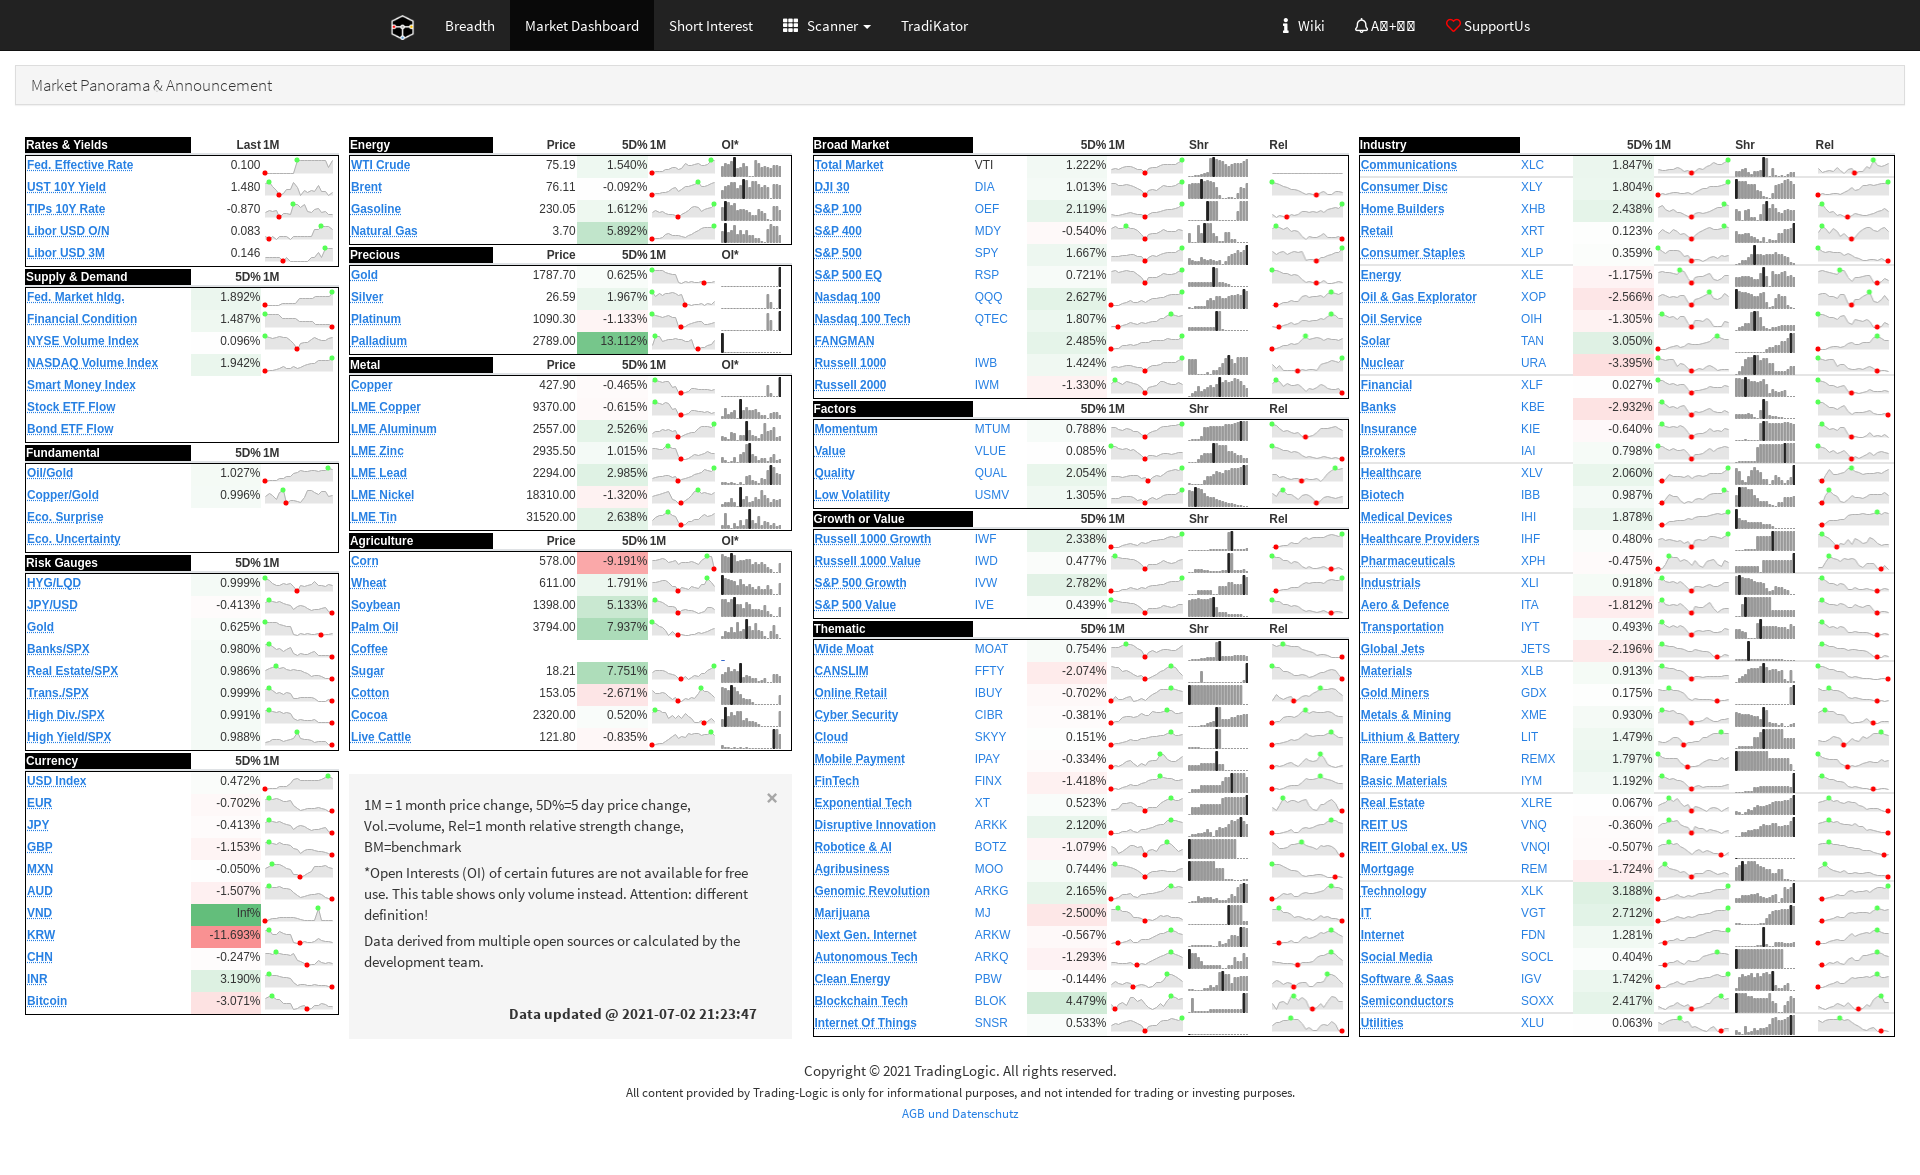 Breadth Market Dashboard Short Interest Scanner TradiKator Wiki SupportUs
Market Panorama & Announcement
Rates & Yields Last 1M
Fed. Effective Rate 0.100
UST 10Y Yield 1.480
TIPs 10Y Rate -0.870
Libor USD O/N 0.083
Libor USD 3M 0.146
Supply & Demand 5D% 1M
Fed. Market hldg. 1.892%
Financial Condition 1.487%
NYSE Volume Index 0.096%
NASDAQ Volume Index 1.942%
Smart Money Index
Stock ETF Flow
Bond ETF Flow
Fundamental 5D% 1M
Oil/Gold 1.027%
Copper/Gold 0.996%
Eco. Surprise
Eco. Uncertainty
Risk Gauges 5D% 1M
HYG/LQD 0.999%
JPY/USD -0.413%
Gold 0.625%
Banks/SPX 0.980%
Real Estate/SPX 0.986%
Trans./SPX 0.999%
High Div./SPX 0.991%
High Yield/SPX 0.988%
Currency 5D% 1M
USD Index 0.472%
EUR -0.702%
JPY -0.413%
GBP -1.153%
MXN -0.050%
AUD -1.507%
VND Inf%
KRW -11.693%
CHN -0.247%
INR 3.190%
Bitcoin -3.071%
Energy Price 5D% 1M OI*
WTI Crude 75.19 1.540%
Brent 76.11 -0.092%
Gasoline 230.05 1.612%
Natural Gas 3.70 5.892%
Precious Price 5D% 1M OI*
Gold 1787.70 0.625%
Silver 26.59 1.967%
Platinum 1090.30 -1.133%
Palladium 2789.00 13.112%
Metal Price 5D% 1M OI*
Copper 427.90 -0.465%
LME Copper 9370.00 -0.615%
LME Aluminum 2557.00 2.526%
LME Zinc 2935.50 1.015%
LME Lead 2294.00 2.985%
LME Nickel 18310.00 -1.320%
LME Tin 31520.00 2.638%
Agriculture Price 5D% 1M OI*
Corn 578.00 -9.191%
Wheat 611.00 1.791%
Soybean 1398.00 5.133%
Palm Oil 3794.00 7.937%
Coffee
Sugar 18.21 7.751%
Cotton 153.05 -2.671%
Cocoa 2320.00 0.520%
Live Cattle 121.80 -0.835%
×
1M = 1 month price change, 5D%=5 day price change,
Vol.=volume, Rel=1 month relative strength change,
BM=benchmark
*Open Interests (OI) of certain futures are not available for free
use. This table shows only volume instead. Attention: different
definition!
Data derived from multiple open sources or calculated by the
development team.
Data updated @ 2021-07-02 21:23:47
Broad Market 5D% 1M Shr Rel
Total Market VTI 1.222%
DJI 30 DIA 1.013%
S&P 100 OEF 2.119%
S&P 400 MDY -0.540%
S&P 500 SPY 1.667%
S&P 500 EQ RSP 0.721%
Nasdaq 100 QQQ 2.627%
Nasdaq 100 Tech QTEC 1.807%
FANGMAN 2.485%
Russell 1000 IWB 1.424%
Russell 2000 IWM -1.330%
Factors 5D% 1M Shr Rel
Momentum MTUM 0.788%
Value VLUE 0.085%
Quality QUAL 2.054%
Low Volatility USMV 1.305%
Growth or Value 5D% 1M Shr Rel
Russell 1000 Growth IWF 2.338%
Russell 1000 Value IWD 0.477%
S&P 500 Growth IVW 2.782%
S&P 500 Value IVE 0.439%
Thematic 5D% 1M Shr Rel
Wide Moat MOAT 0.754%
CANSLIM FFTY -2.074%
Online Retail IBUY -0.702%
Cyber Security CIBR -0.381%
Cloud SKYY 0.151%
Mobile Payment IPAY -0.334%
FinTech FINX -1.418%
Exponential Tech XT 0.523%
Disruptive Innovation ARKK 2.120%
Robotice & AI BOTZ -1.079%
Agribusiness MOO 0.744%
Genomic Revolution ARKG 2.165%
Marijuana MJ -2.500%
Next Gen. Internet ARKW -0.567%
Autonomous Tech ARKQ -1.293%
Clean Energy PBW -0.144%
Blockchain Tech BLOK 4.479%
Internet Of Things SNSR 0.533%
Industry 5D% 1M Shr Rel
Communications XLC 1.847%
Consumer Disc XLY 1.804%
Home Builders XHB 2.438%
Retail XRT 0.123%
Consumer Staples XLP 0.359%
Energy XLE -1.175%
Oil & Gas Explorator XOP -2.566%
Oil Service OIH -1.305%
Solar TAN 3.050%
Nuclear URA -3.395%
Financial XLF 0.027%
Banks KBE -2.932%
Insurance KIE -0.640%
Brokers IAI 0.798%
Healthcare XLV 2.060%
Biotech IBB 0.987%
Medical Devices IHI 1.878%
Healthcare Providers IHF 0.480%
Pharmaceuticals XPH -0.475%
Industrials XLI 0.918%
Aero & Defence ITA -1.812%
Transportation IYT 0.493%
Global Jets JETS -2.196%
Materials XLB 0.913%
Gold Miners GDX 0.175%
Metals & Mining XME 0.930%
Lithium & Battery LIT 1.479%
Rare Earth REMX 1.797%
Basic Materials IYM 1.192%
Real Estate XLRE 0.067%
REIT US VNQ -0.360%
REIT Global ex. US VNQI -0.507%
Mortgage REM -1.724%
Technology XLK 3.188%
IT VGT 2.712%
Internet FDN 1.281%
Social Media SOCL 0.404%
Software & Saas IGV 1.742%
Semiconductors SOXX 2.417%
Utilities XLU 0.063%
Copyright © 2021 TradingLogic. All rights reserved.
All content provided by Trading-Logic is only for informational purposes, and not intended for trading or investing purposes.
AGB und Datenschutz